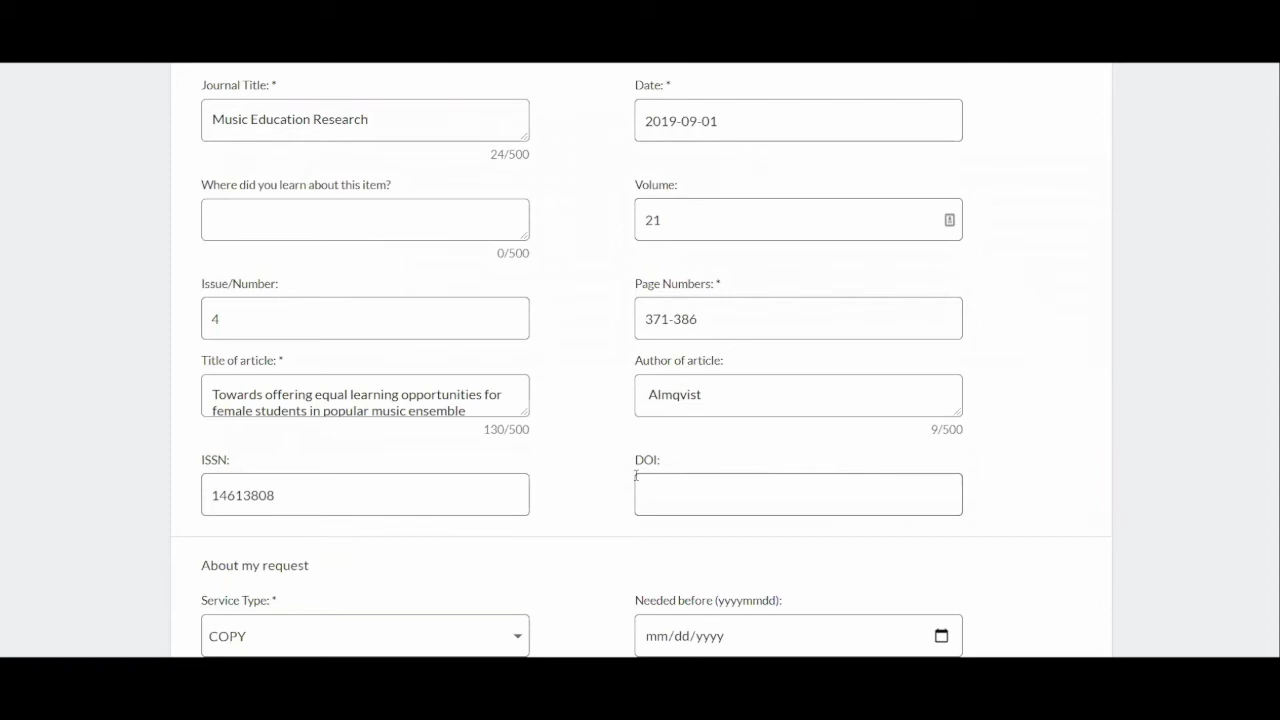 Journal Title: *
Date: *
Music Education Research
2019-09-01
24/500
Where did you learn about this item?
Volume:
21
0/500
Issue/Number:
Page Numbers: *
4
371-386
Title of article: *
Author of article:
Towards offering equal learning opportunities for
female students in popular music ensemble
Almqvist
130/500
9/500
ISSN:
DOI:
14613808
About my request
Service Type: *
Needed before (yyyymmdd):
COPY
mm/dd/yyyy